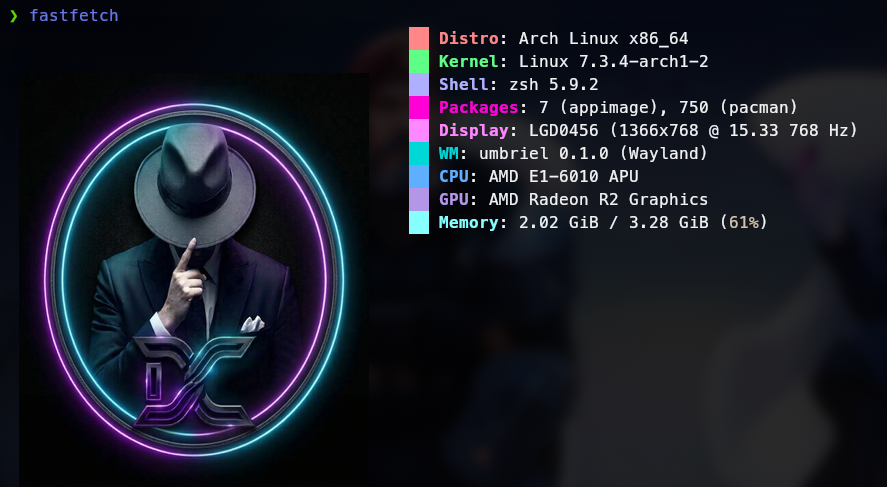 ❯ fastfetch
Distro: Arch Linux x86_64
Kernel: Linux 7.3.4-arch1-2
Shell: zsh 5.9.2
Packages: 7 (appimage), 750 (pacman)
Display: LGD0456 (1366x768 @ 15.33 768 Hz)
WM: umbriel 0.1.0 (Wayland)
CPU: AMD E1-6010 APU
GPU: AMD Radeon R2 Graphics
Memory: 2.02 GiB / 3.28 GiB (61%)